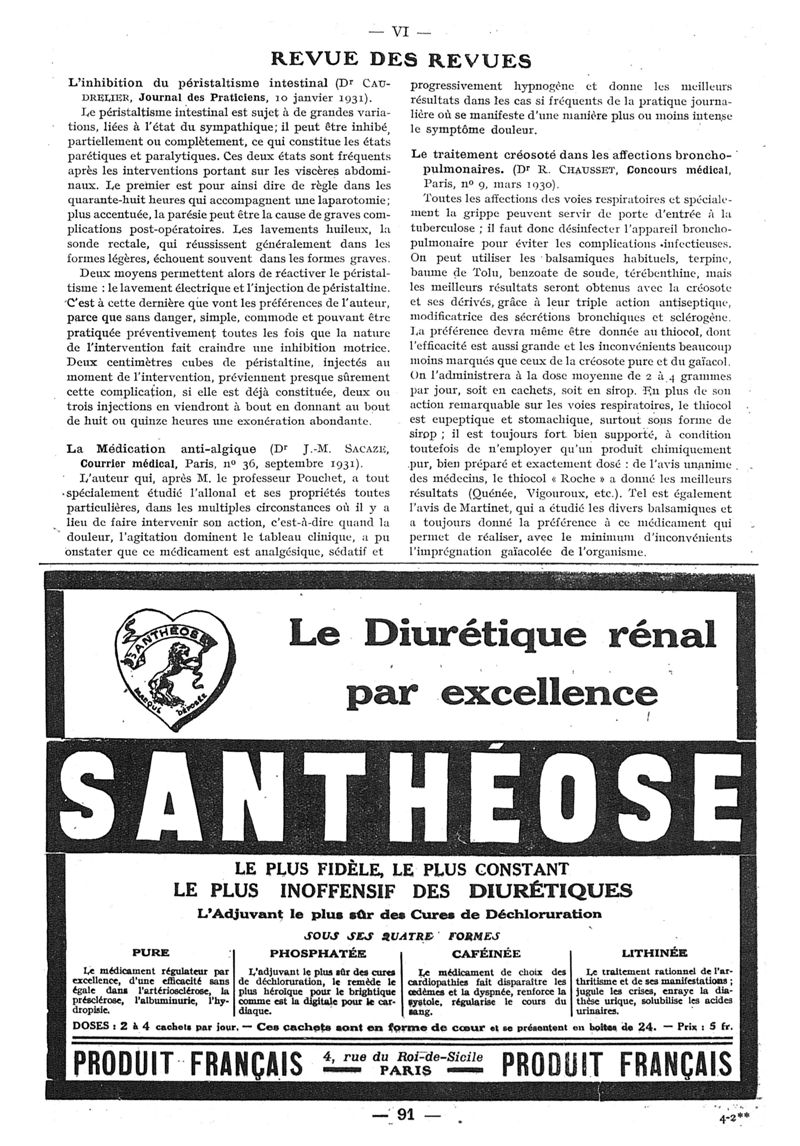 — VI —
REVUE DES REVUES
L'inhibition du péristaltisme intestinal (Dr CAU-
DRELIER, Journal des Praticiens, 10 janvier 1931).
Le péristaltisme intestinal est sujet à de grandes varia-
tions, liées à l'état du sympathique; il peut être inhibé
partiellement ou complètement, ce qui constitue les états
parétiques et paralytiques. Ces deux états sont fréquents
après les interventions portant sur les viscères abdomi-
naux. Le premier est pour ainsi dire de règle dans les
quarante-huit heures qui accompagnent une laparotomie;
plus accentuée, la parésie peut être la cause de graves com-
plications post-opératoires. Les lavements huileux, la
sonde rectale, qui réussissent généralement dans les
formes légères, échouent souvent dans les formes graves.
Deux moyens permettent alors de réactiver le péristal-
tisme : le lavement électrique et l'injection de péristaltine.
C'est à cette dernière que vont les préférences de l'auteur,
parce que sans danger, simple, commode et pouvant être
pratiquée préventivement toutes les fois que la nature
de l'intervention fait craindre une inhibition motrice.
Deux centimètres cubes de péristaltine, injectés au
moment de l'intervention, préviennent presque sûrement
cette complication, si elle est déjà constituée, deux ou
trois injections en viendront à bout en donnant au bout
de huit ou quinze heures une exonération abondante.
La Médication anti-algique (Dr J.-M. SACAZE,
Courrier médical, Paris, nº 36, septembre 1931).
L'auteur qui, après M. le professeur Pouchet, a tout
spécialement étudié l'allonal et ses propriétés toutes
particulières, dans les multiples circonstances où il y a
lieu de faire intervenir son action, c'est-à-dire quand la
douleur, l'agitation dominent le tableau clinique, a pu
onstater que ce médicament est analgésique, sédatif et
progressivement hypnogène et donne les meilleurs
résultats dans les cas si fréquents de la pratique journa-
lière où se manifeste d'une manière plus ou moins intense
le symptôme douleur.
Le traitement créosoté dans les affections broncho-
pulmonaires. (Dr R. CHAUSSET, Concours médical,
Paris, nº 9, mars 1930).
Toutes les affections des voies respiratoires et spéciale-
ment la grippe peuvent servir de porte d'entrée à la
tuberculose ; il faut donc désinfecter l'appareil broncho-
pulmonaire pour éviter les complications infectieuses.
On peut utiliser les balsamiques habituels, terpine,
baume de Tolu, benzoate de soude, térébenthine, mais
les meilleurs résultats seront obtenus avec la créosote
et ses dérivés, grâce à leur triple action antiseptique,
modificatrice des sécrétions bronchiques et sclérogène.
La préférence devra même être donnée au thiocol, dont
l'efficacité est aussi grande et les inconvénients beaucoup
moins marqués que ceux de la créosote pure et du gaïacol.
On l'administrera à la dose moyenne de 2 à 4 grammes
par jour, soit en cachets, soit en sirop. En plus de son
action remarquable sur les voies respiratoires, le thiocol
est eupeptique et stomachique, surtout sous forme de
sirop ; il est toujours fort bien supporté, à condition
toutefois de n'employer qu'un produit chimiquement
pur, bien préparé et exactement dosé : de l'avis unanime
des médecins, le thiocol « Roche » a donné les meilleurs
résultats (Quénée, Vigouroux, etc.). Tel est également
l'avis de Martinet, qui a étudié les divers balsamiques et
a toujours donné la préférence à ce médicament qui
permet de réaliser, avec le minimum d'inconvénients
l'imprégnation gaïacolée de l'organisme.
SANTHÉOSE
MARQUE DÉPOSÉE
Le Diurétique rénal
par excellence
SANTHÉOSE
LE PLUS FIDÈLE, LE PLUS CONSTANT
LE PLUS INOFFENSIF DES DIURÉTIQUES
L'Adjuvant le plus sûr des Cures de Déchloruration
SOUS SES QUATRE FORMES
PURE
Le médicament régulateur par
excellence, d'une efficacité sans
égale dans l'artériosclérose, la
présclérose, l'albuminurie, l'hy-
dropisie.
PHOSPHATÉE
L'adjuvant le plus sûr des cures
de déchloruration, le remède le
plus héroïque pour le brightique
comme est la digitale pour le car-
diaque.
CAFÉINÉE
Le médicament de choix des
cardiopathies fait disparaître les
œdèmes et la dyspnée, renforce la
systole, régularise le cours du
sang.
LITHINÉE
Le traitement rationnel de l'ar-
thritisme et de ses manifestations ;
jugule les crises, enraye la dia-
thèse urique, solubilise les acides
urinaires.
DOSES : 2 à 4 cachets par jour. — Ces cachets sont en forme de cœur et se présentent en boîtes de 24. — Prix : 5 fr.
PRODUIT FRANÇAIS
4, rue du Roi-de-Sicile
PARIS
PRODUIT FRANÇAIS
— 91 —
4-2**